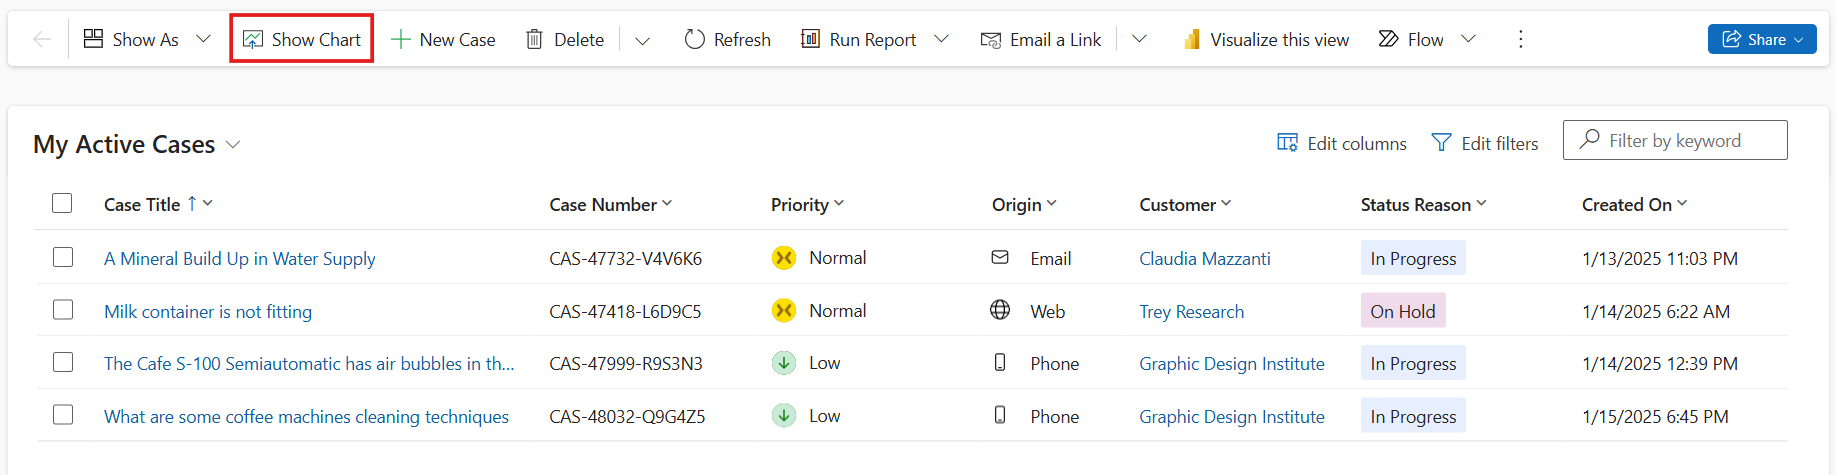 Show As Show Chart New Case Delete Refresh Run Report Email a Link Visualize this view Flow Share
My Active Cases Edit columns Edit filters Filter by keyword
Case Title Case Number Priority Origin Customer Status Reason Created On
A Mineral Build Up in Water Supply CAS-47732-V4V6K6 Normal Email Claudia Mazzanti In Progress 1/13/2025 11:03 PM
Milk container is not fitting CAS-47418-L6D9C5 Normal Web Trey Research On Hold 1/14/2025 6:22 AM
The Cafe S-100 Semiautomatic has air bubbles in th... CAS-47999-R9S3N3 Low Phone Graphic Design Institute In Progress 1/14/2025 12:39 PM
What are some coffee machines cleaning techniques CAS-48032-Q9G4Z5 Low Phone Graphic Design Institute In Progress 1/15/2025 6:45 PM